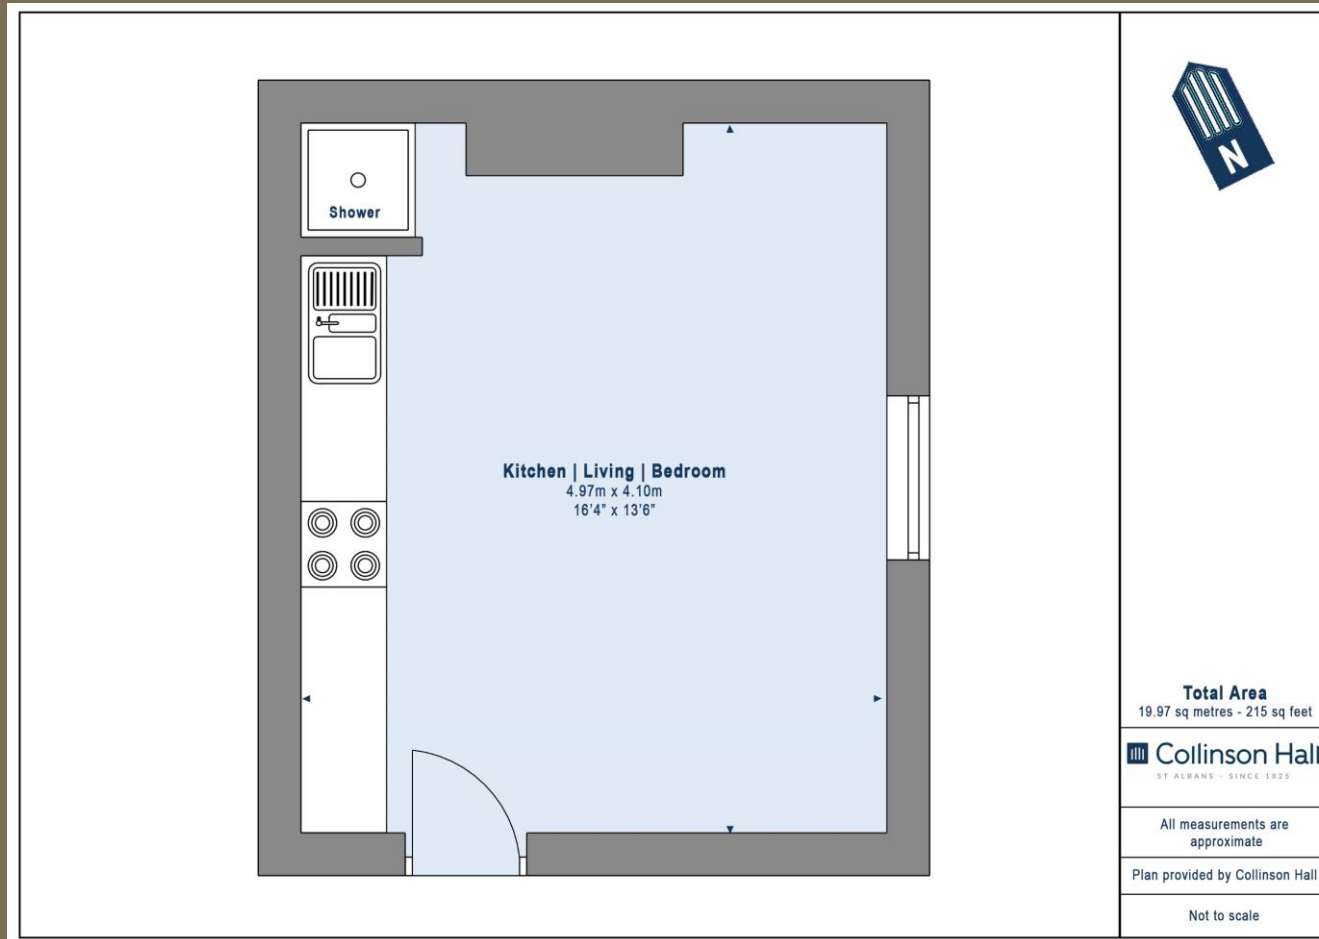 Shower
Kitchen | Living | Bedroom
4.97m x 4.10m
16'4" x 13'6"
N
Total Area
19.97 sq metres - 215 sq feet
Collinson Hall
ST ALBANS - SINCE 1825
All measurements are
approximate
Plan provided by Collinson Hall
Not to scale